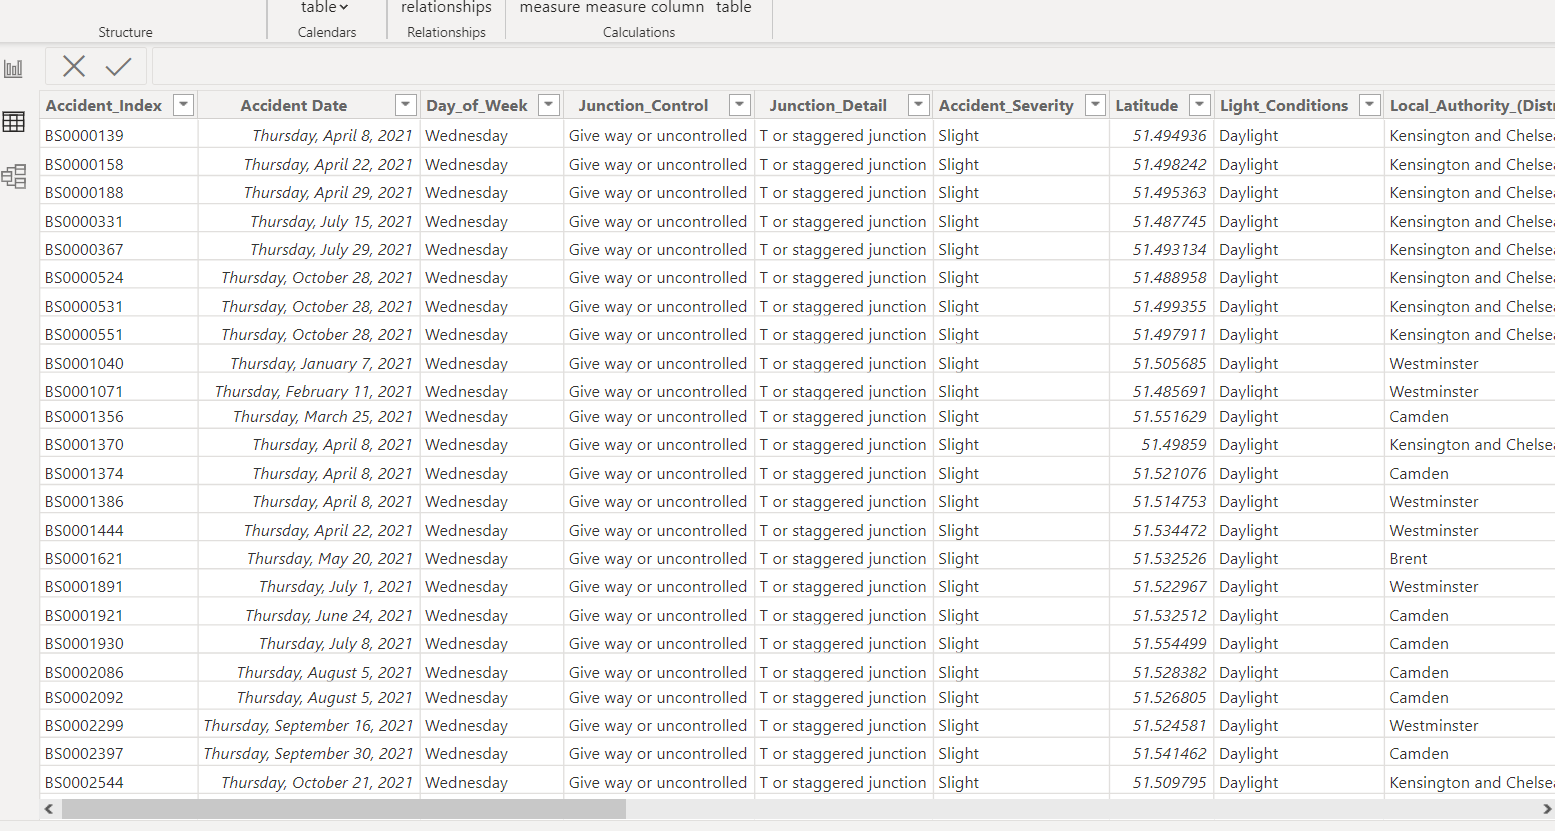 table relationships measure measure column table
Structure Calendars Relationships Calculations
Accident_Index Accident Date Day_of_Week Junction_Control Junction_Detail Accident_Severity Latitude Light_Conditions Local_Authority_(Distr
BS0000139 Thursday, April 8, 2021 Wednesday Give way or uncontrolled T or staggered junction Slight 51.494936 Daylight Kensington and Chelsea
BS0000158 Thursday, April 22, 2021 Wednesday Give way or uncontrolled T or staggered junction Slight 51.498242 Daylight Kensington and Chelsea
BS0000188 Thursday, April 29, 2021 Wednesday Give way or uncontrolled T or staggered junction Slight 51.495363 Daylight Kensington and Chelsea
BS0000331 Thursday, July 15, 2021 Wednesday Give way or uncontrolled T or staggered junction Slight 51.487745 Daylight Kensington and Chelsea
BS0000367 Thursday, July 29, 2021 Wednesday Give way or uncontrolled T or staggered junction Slight 51.493134 Daylight Kensington and Chelsea
BS0000524 Thursday, October 28, 2021 Wednesday Give way or uncontrolled T or staggered junction Slight 51.488958 Daylight Kensington and Chelsea
BS0000531 Thursday, October 28, 2021 Wednesday Give way or uncontrolled T or staggered junction Slight 51.499355 Daylight Kensington and Chelsea
BS0000551 Thursday, October 28, 2021 Wednesday Give way or uncontrolled T or staggered junction Slight 51.497911 Daylight Kensington and Chelsea
BS0001040 Thursday, January 7, 2021 Wednesday Give way or uncontrolled T or staggered junction Slight 51.505685 Daylight Westminster
BS0001071 Thursday, February 11, 2021 Wednesday Give way or uncontrolled T or staggered junction Slight 51.485691 Daylight Westminster
BS0001356 Thursday, March 25, 2021 Wednesday Give way or uncontrolled T or staggered junction Slight 51.551629 Daylight Camden
BS0001370 Thursday, April 8, 2021 Wednesday Give way or uncontrolled T or staggered junction Slight 51.49859 Daylight Kensington and Chelsea
BS0001374 Thursday, April 8, 2021 Wednesday Give way or uncontrolled T or staggered junction Slight 51.521076 Daylight Camden
BS0001386 Thursday, April 8, 2021 Wednesday Give way or uncontrolled T or staggered junction Slight 51.514753 Daylight Westminster
BS0001444 Thursday, April 22, 2021 Wednesday Give way or uncontrolled T or staggered junction Slight 51.534472 Daylight Westminster
BS0001621 Thursday, May 20, 2021 Wednesday Give way or uncontrolled T or staggered junction Slight 51.532526 Daylight Brent
BS0001891 Thursday, July 1, 2021 Wednesday Give way or uncontrolled T or staggered junction Slight 51.522967 Daylight Westminster
BS0001921 Thursday, June 24, 2021 Wednesday Give way or uncontrolled T or staggered junction Slight 51.532512 Daylight Camden
BS0001930 Thursday, July 8, 2021 Wednesday Give way or uncontrolled T or staggered junction Slight 51.554499 Daylight Camden
BS0002086 Thursday, August 5, 2021 Wednesday Give way or uncontrolled T or staggered junction Slight 51.528382 Daylight Camden
BS0002092 Thursday, August 5, 2021 Wednesday Give way or uncontrolled T or staggered junction Slight 51.526805 Daylight Camden
BS0002299 Thursday, September 16, 2021 Wednesday Give way or uncontrolled T or staggered junction Slight 51.524581 Daylight Westminster
BS0002397 Thursday, September 30, 2021 Wednesday Give way or uncontrolled T or staggered junction Slight 51.541462 Daylight Camden
BS0002544 Thursday, October 21, 2021 Wednesday Give way or uncontrolled T or staggered junction Slight 51.509795 Daylight Kensington and Chelsea